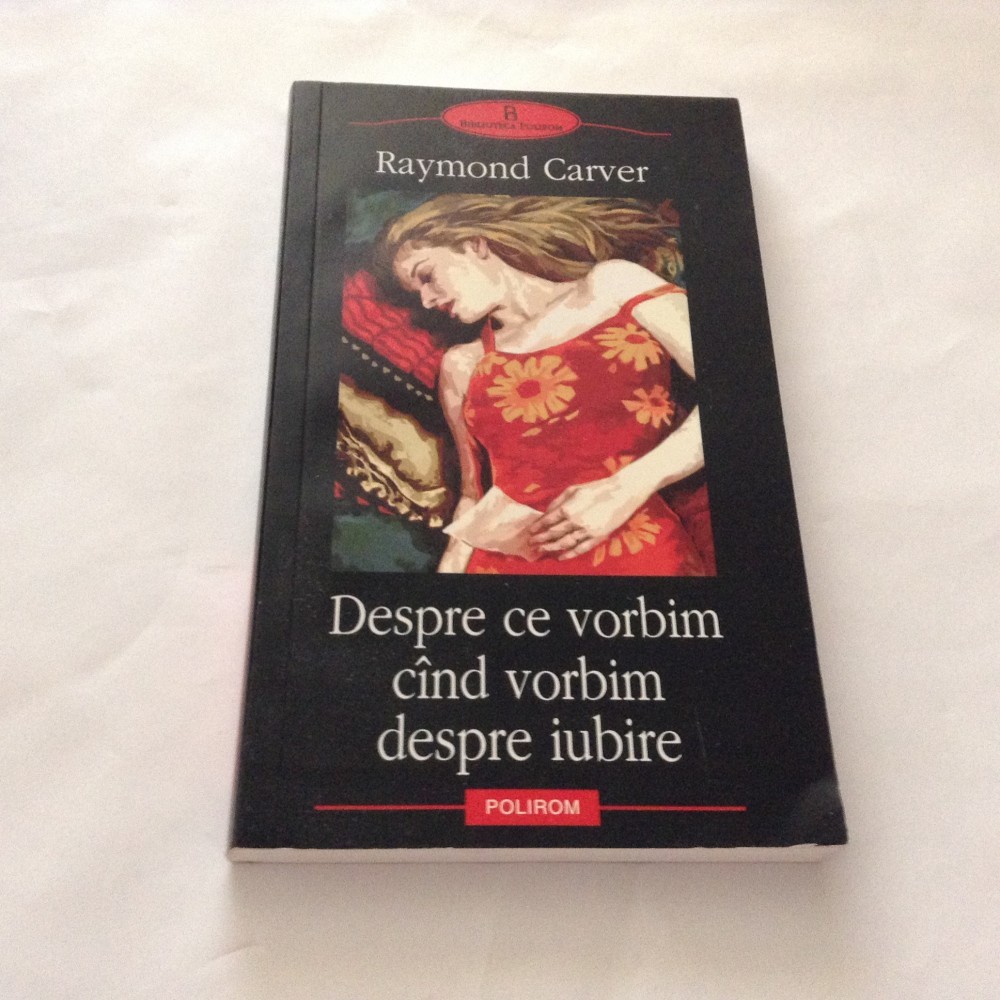 BIBLIOTECA POLIROM
Raymond Carver
Despre ce vorbim
cînd vorbim
despre iubire
POLIROM